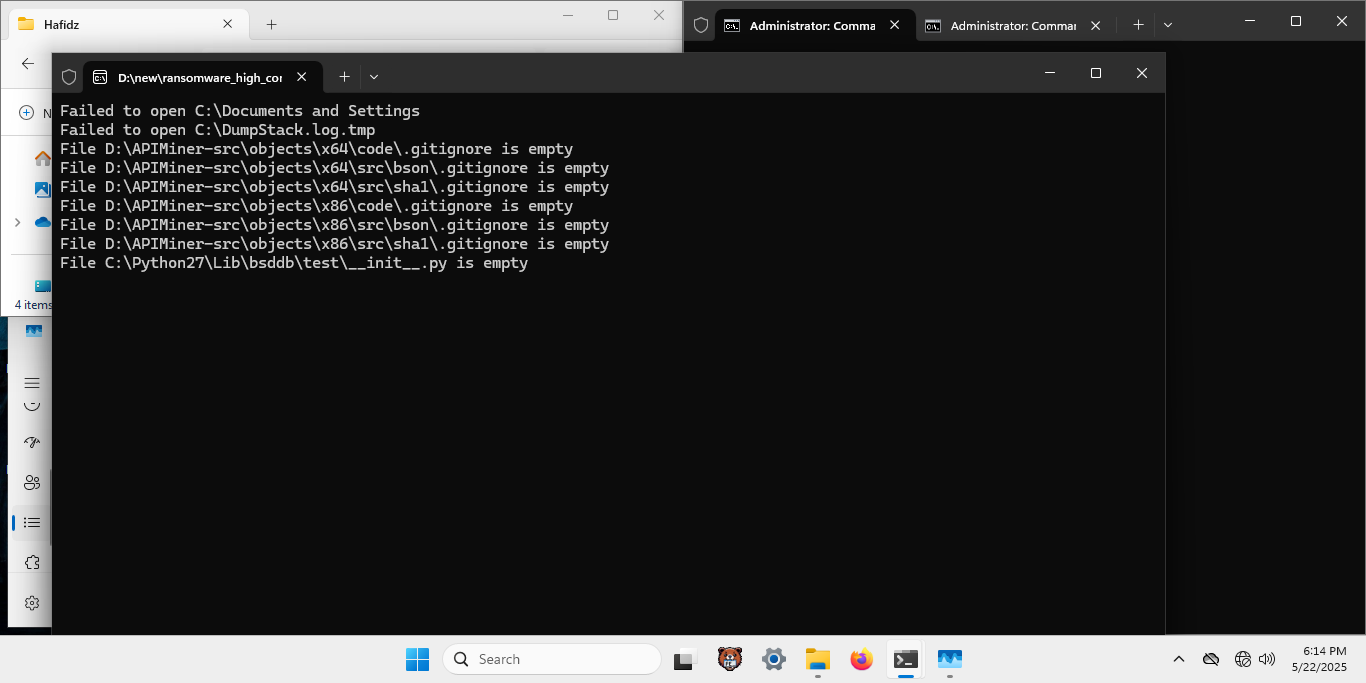 Hafidz
Administrator: Comma
Administrator: Commar
D:\new\ransomware_high_cor
N
Failed to open C:\Documents and Settings
Failed to open C:\DumpStack.log.tmp
File D:\APIMiner-src\objects\x64\code\.gitignore is empty
File D:\APIMiner-src\objects\x64\src\bson\.gitignore is empty
File D:\APIMiner-src\objects\x64\src\sha1\.gitignore is empty
File D:\APIMiner-src\objects\x86\code\.gitignore is empty
File D:\APIMiner-src\objects\x86\src\bson\.gitignore is empty
File D:\APIMiner-src\objects\x86\src\sha1\.gitignore is empty
File C:\Python27\Lib\bsddb\test\__init__.py is empty
4 items
Search
6:14 PM
5/22/2025